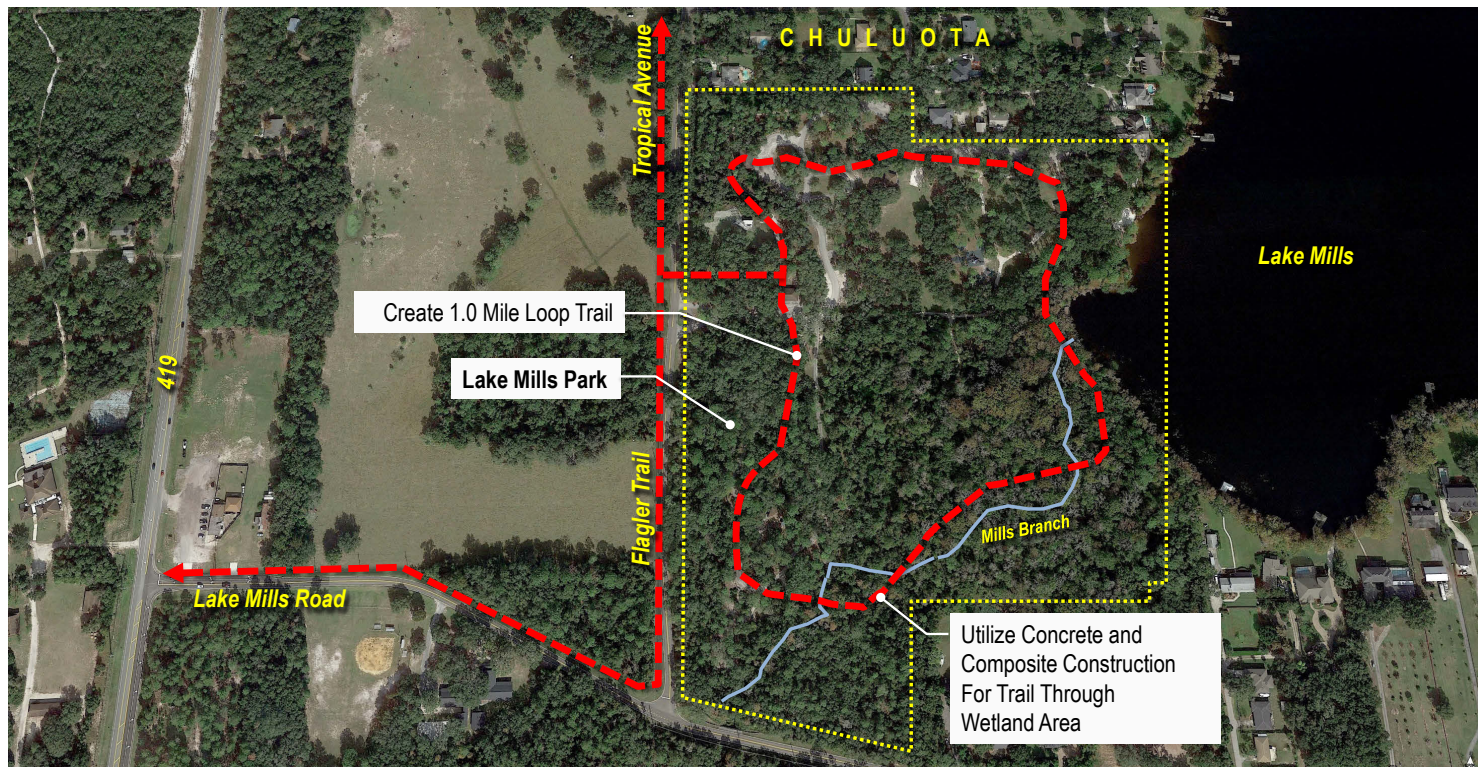 CHULUOTA
Tropical Avenue
Lake Mills
Create 1.0 Mile Loop Trail
419
Lake Mills Park
Flagler Trail
Mills Branch
Lake Mills Road
Utilize Concrete and
Composite Construction
For Trail Through
Wetland Area